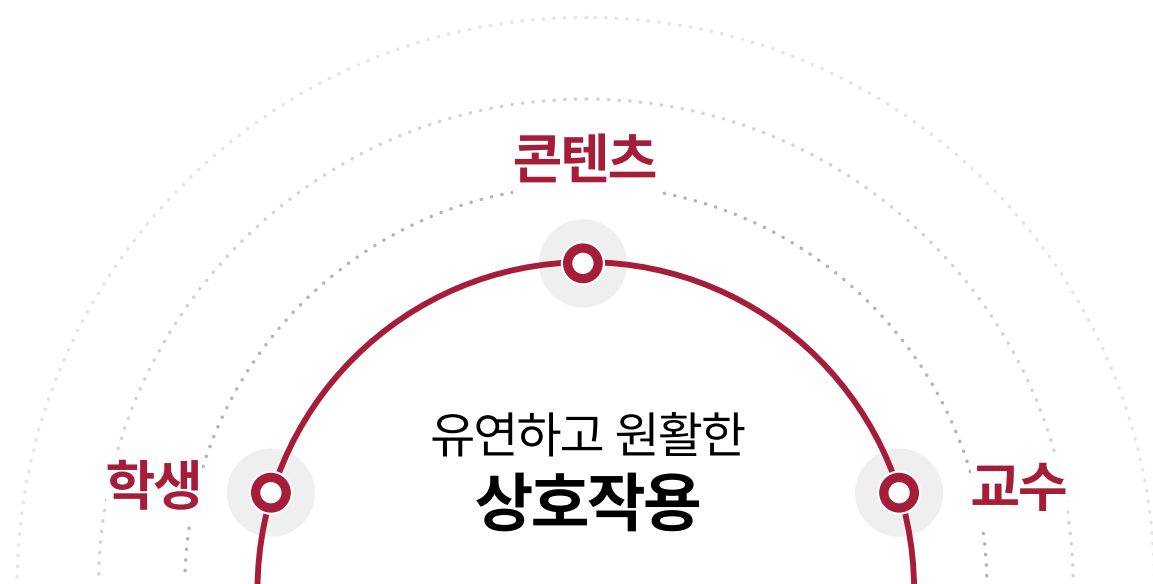 콘텐츠
유연하고 원활한
상호작용
학생
교수